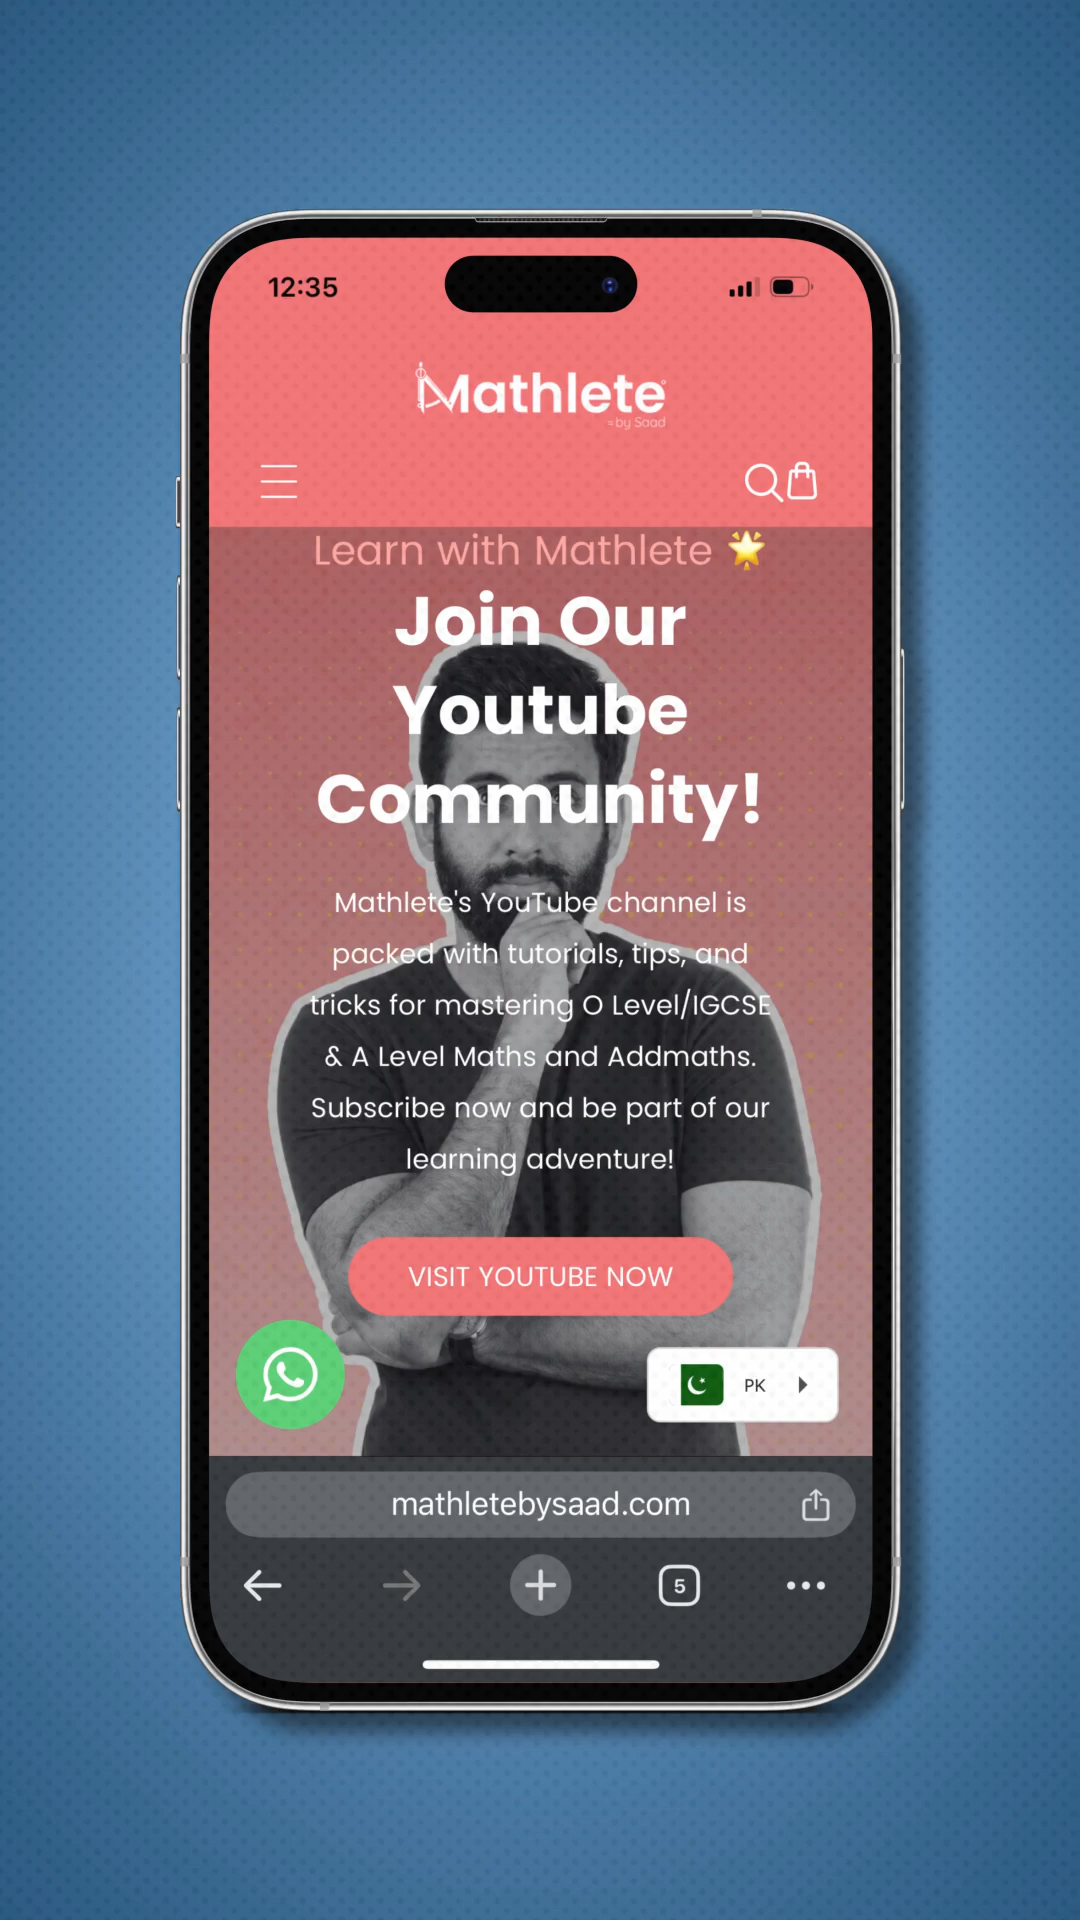 12:35
Mathlete
by Saad
Learn with Mathlete
Join Our
Youtube
Community!
Mathlete's YouTube channel is
packed with tutorials, tips, and
tricks for mastering O Level/IGCSE
& A Level Maths and Addmaths.
Subscribe now and be part of our
learning adventure!
VISIT YOUTUBE NOW
PK
mathletebysaad.com
5